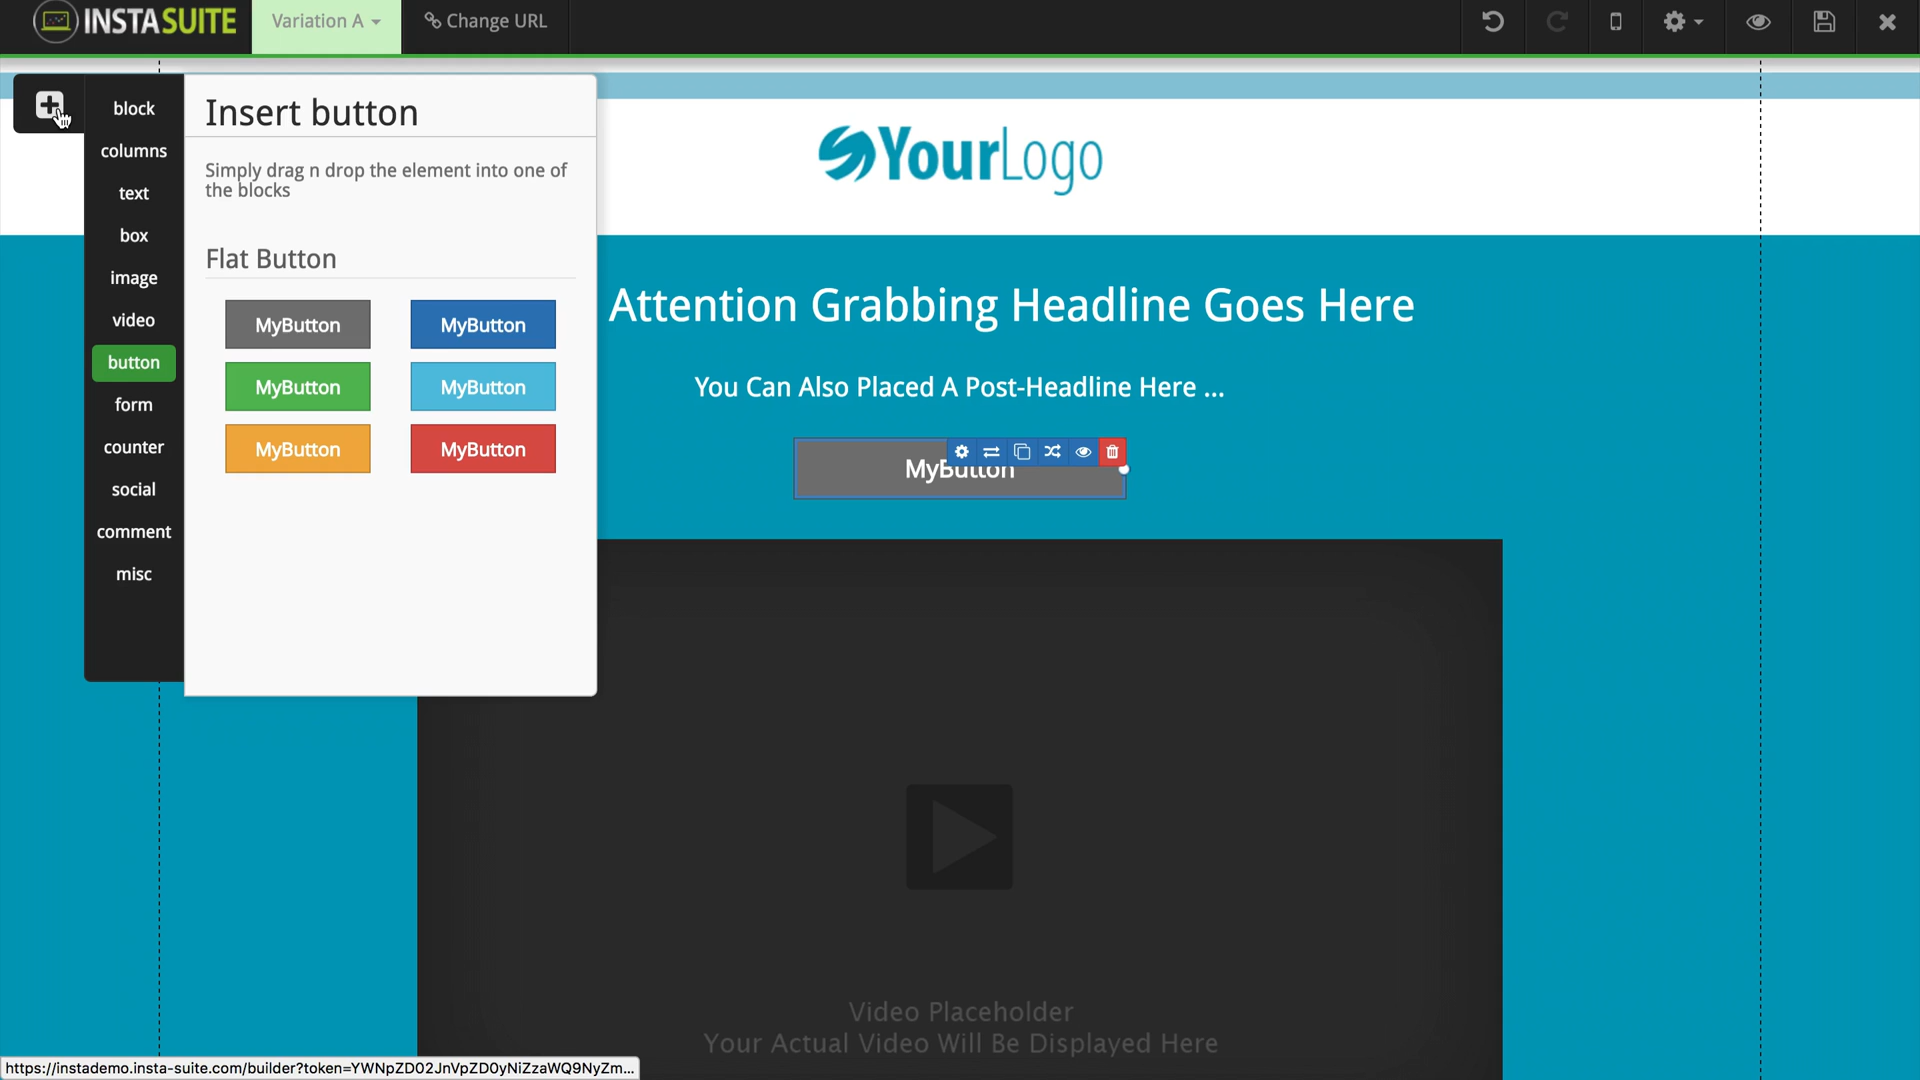 INSTASUITE
Variation A
Change URL
block
columns
text
box
image
video
button
form
counter
social
comment
misc
Insert button
Simply drag n drop the element into one of
the blocks
Flat Button
MyButton MyButton
MyButton MyButton
MyButton MyButton
YourLogo
Attention Grabbing Headline Goes Here
You Can Also Placed A Post-Headline Here ...
MyButton
Video Placeholder
Your Actual Video Will Be Displayed Here
https://instademo.insta-suite.com/builder?token=YWNpZD02JnVpZD0yNiZzaWQ9NyZm...